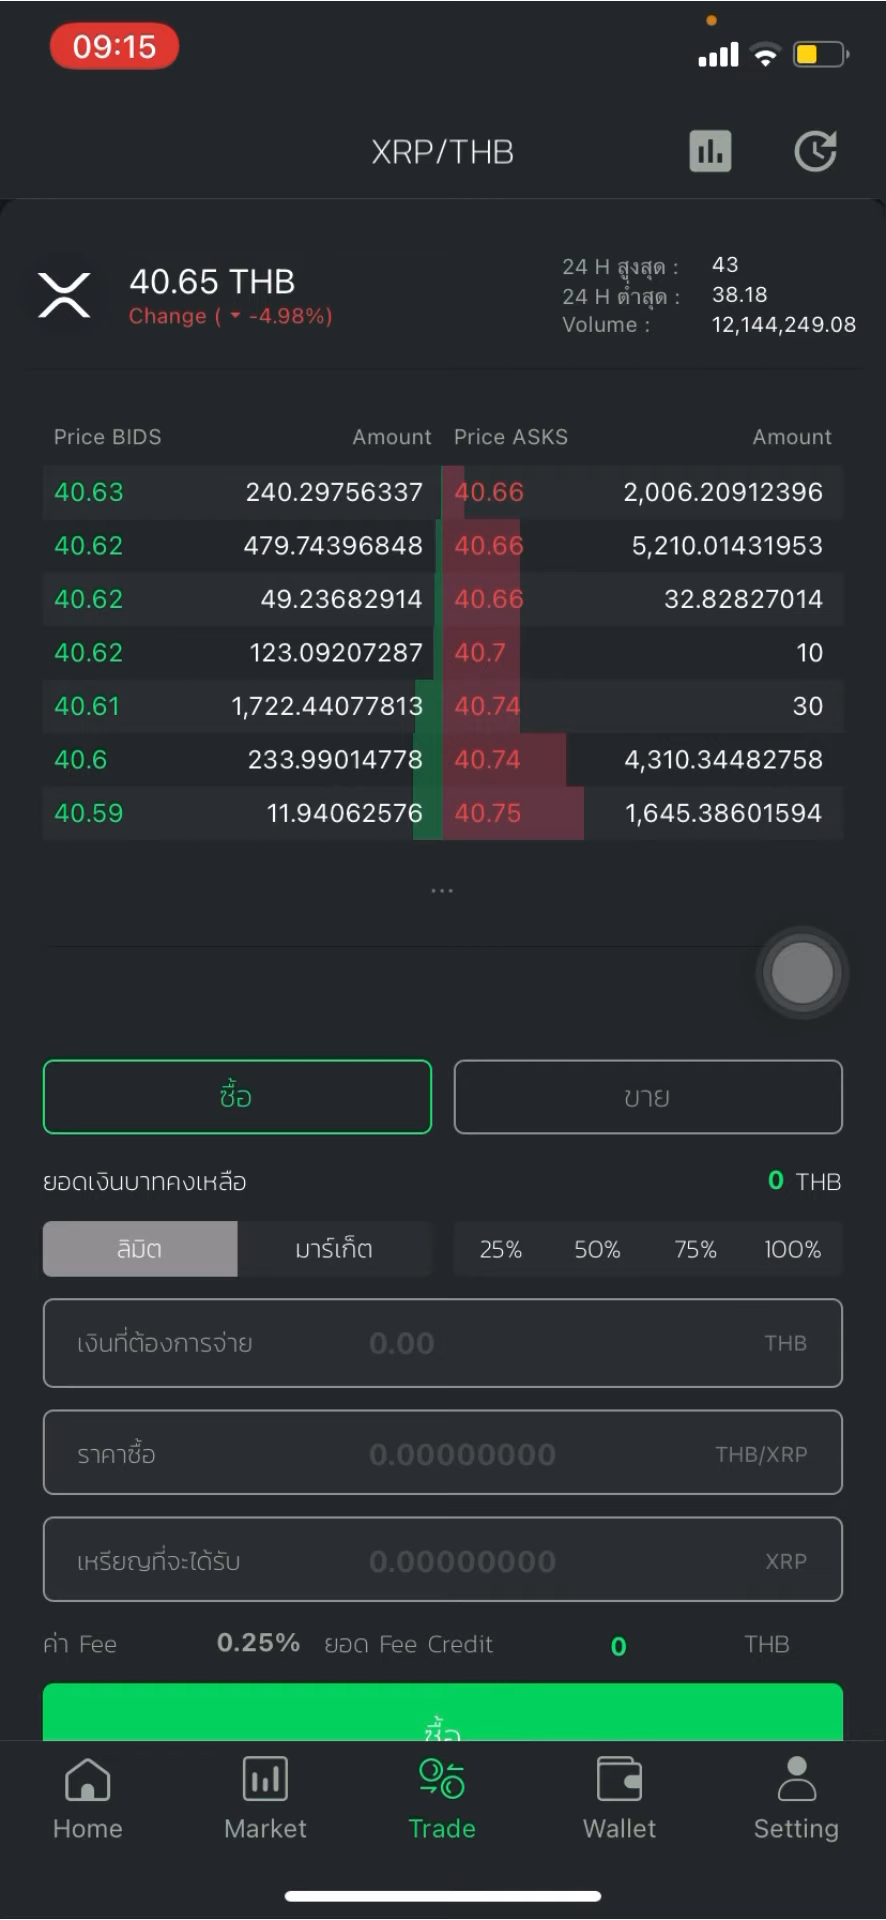 09:15
XRP/THB
40.65 THB
Change ( -4.98%)
24 H สูงสุด : 43
24 H ต่ำสุด : 38.18
Volume : 12,144,249.08
Price BIDS Amount Price ASKS Amount
40.63 240.29756337 40.66 2,006.20912396
40.62 479.74396848 40.66 5,210.01431953
40.62 49.23682914 40.66 32.82827014
40.62 123.09207287 40.7 10
40.61 1,722.44077813 40.74 30
40.6 233.99014778 40.74 4,310.34482758
40.59 11.94062576 40.75 1,645.38601594
...
ซื้อ ขาย
ยอดเงินบาทคงเหลือ 0 THB
ลิมิต มาร์เก็ต 25% 50% 75% 100%
เงินที่ต้องการจ่าย 0.00 THB
ราคาซื้อ 0.00000000 THB/XRP
เหรียญที่จะได้รับ 0.00000000 XRP
ค่า Fee 0.25% ยอด Fee Credit 0 THB
ซื้อ
Home Market Trade Wallet Setting